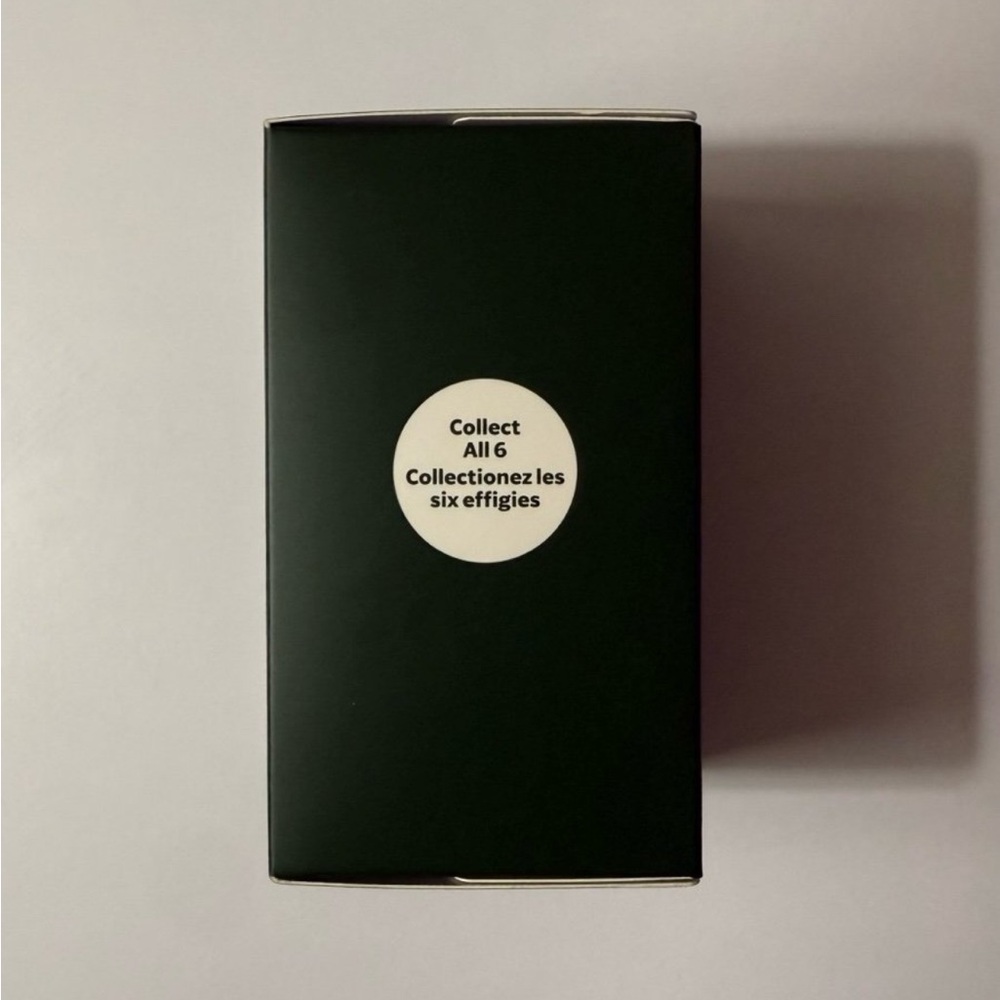 Collect
All 6
Collectionez les
six effigies